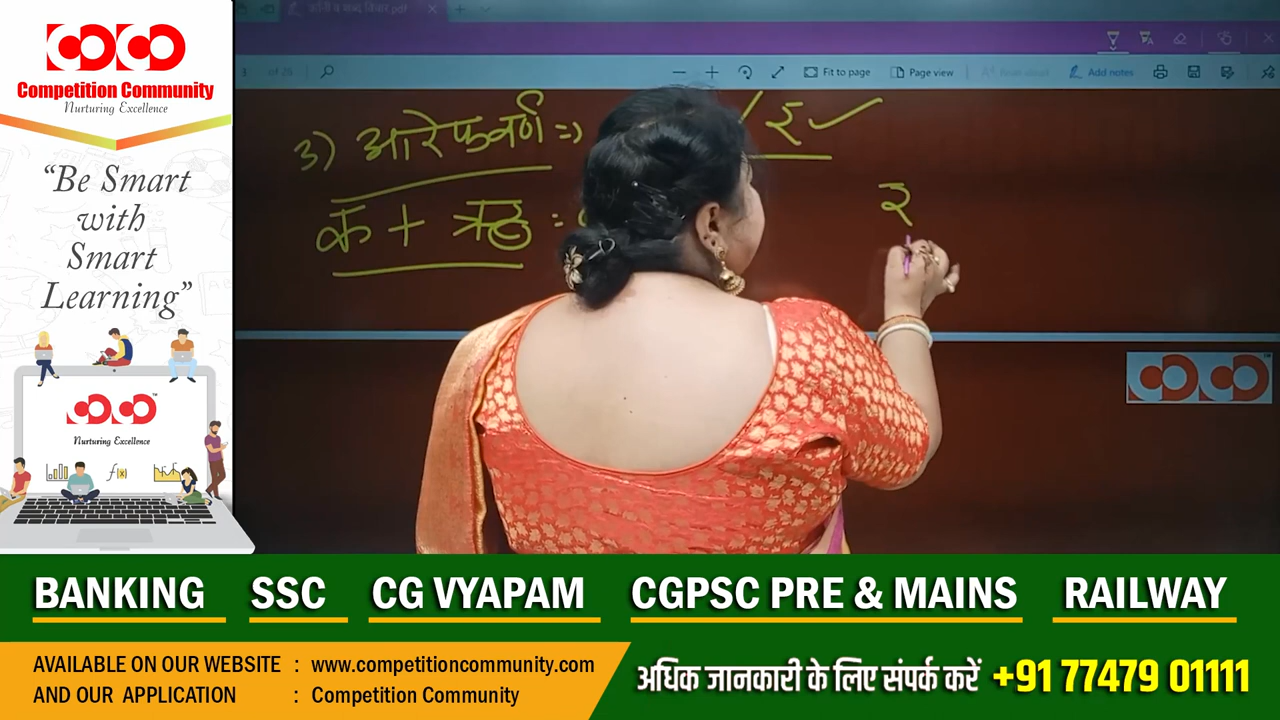 Competition Community
Nurturing Excellence
“Be Smart
with
Smart
Learning”
Nurturing Excellence
f(x)
of 28
Fit to page
Page view
Add notes
3) आरेफवर्ण =>
/ र ✓
क + ऋ =
र
BANKING SSC CG VYAPAM CGPSC PRE & MAINS RAILWAY
AVAILABLE ON OUR WEBSITE : www.competitioncommunity.com
AND OUR APPLICATION : Competition Community
अधिक जानकारी के लिए संपर्क करें +91 77479 01111